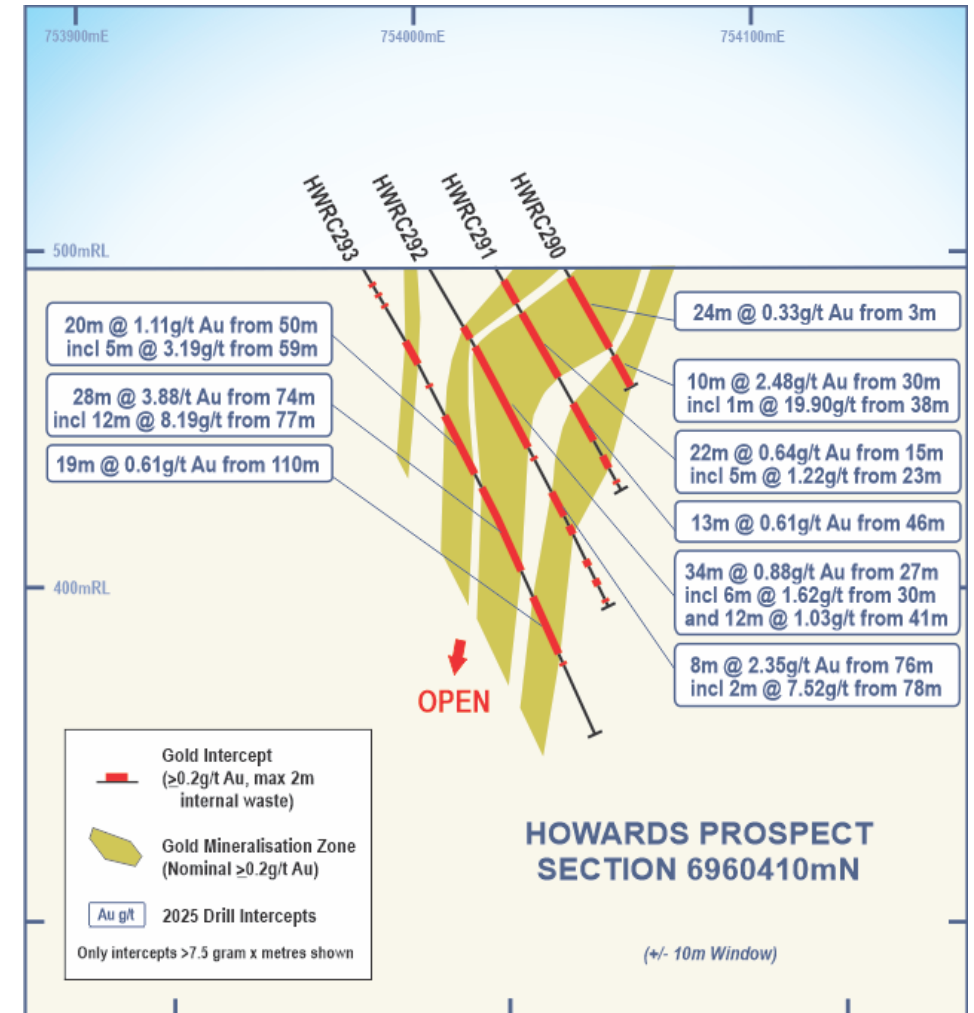 753900mE
754000mE
754100mE
HWRC293
HWRC292
HWRC291
HWRC290
500mRL
20m @ 1.11g/t Au from 50m
incl 5m @ 3.19g/t from 59m
28m @ 3.88g/t Au from 74m
incl 12m @ 8.19g/t from 77m
19m @ 0.61g/t Au from 110m
24m @ 0.33g/t Au from 3m
10m @ 2.48g/t Au from 30m
incl 1m @ 19.90g/t from 38m
22m @ 0.64g/t Au from 15m
incl 5m @ 1.22g/t from 23m
13m @ 0.61g/t Au from 46m
34m @ 0.88g/t Au from 27m
incl 6m @ 1.62g/t from 30m
and 12m @ 1.03g/t from 41m
8m @ 2.35g/t Au from 76m
incl 2m @ 7.52g/t from 78m
400mRL
OPEN
Gold Intercept
(≥0.2g/t Au, max 2m
internal waste)
Gold Mineralisation Zone
(Nominal ≥0.2g/t Au)
Au g/t
2025 Drill Intercepts
Only intercepts >7.5 gram x metres shown
HOWARDS PROSPECT
SECTION 6960410mN
(+/- 10m Window)